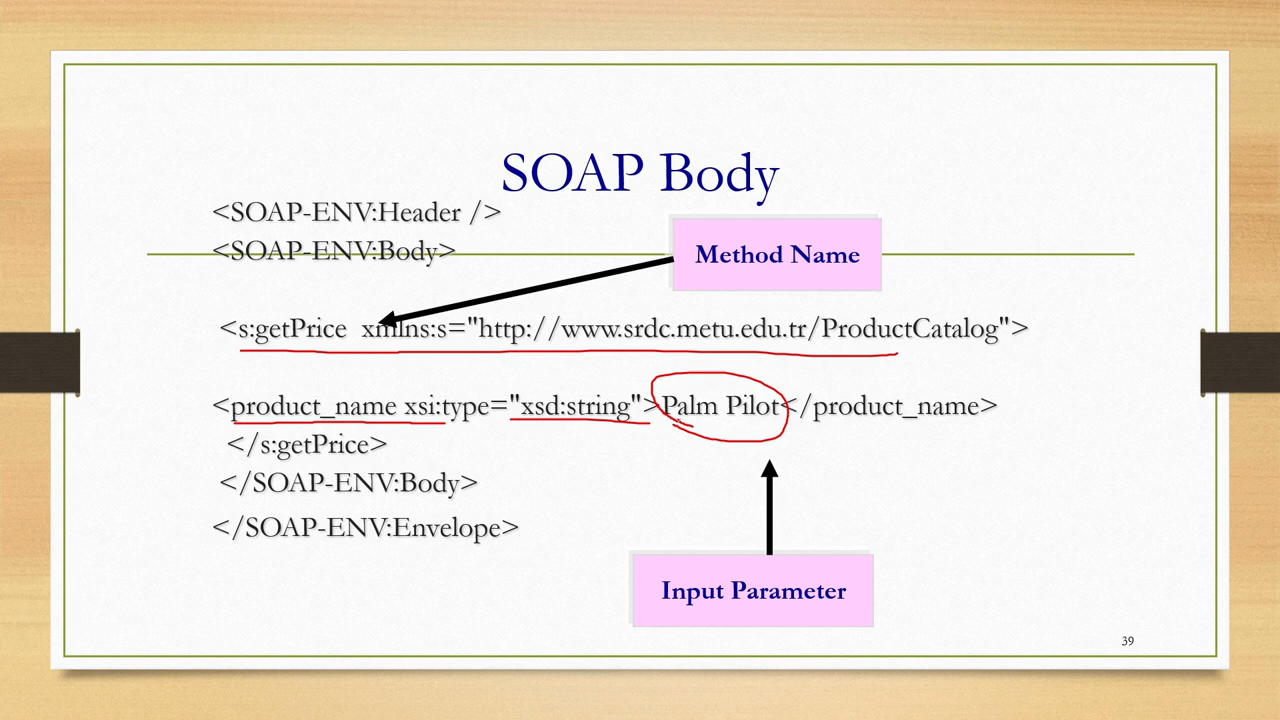 SOAP Body
<SOAP-ENV:Header />
<SOAP-ENV:Body>
Method Name
<s:getPrice xmlns:s="http://www.srdc.metu.edu.tr/ProductCatalog">
<product_name xsi:type="xsd:string">Palm Pilot</product_name>
</s:getPrice>
</SOAP-ENV:Body>
</SOAP-ENV:Envelope>
Input Parameter
39